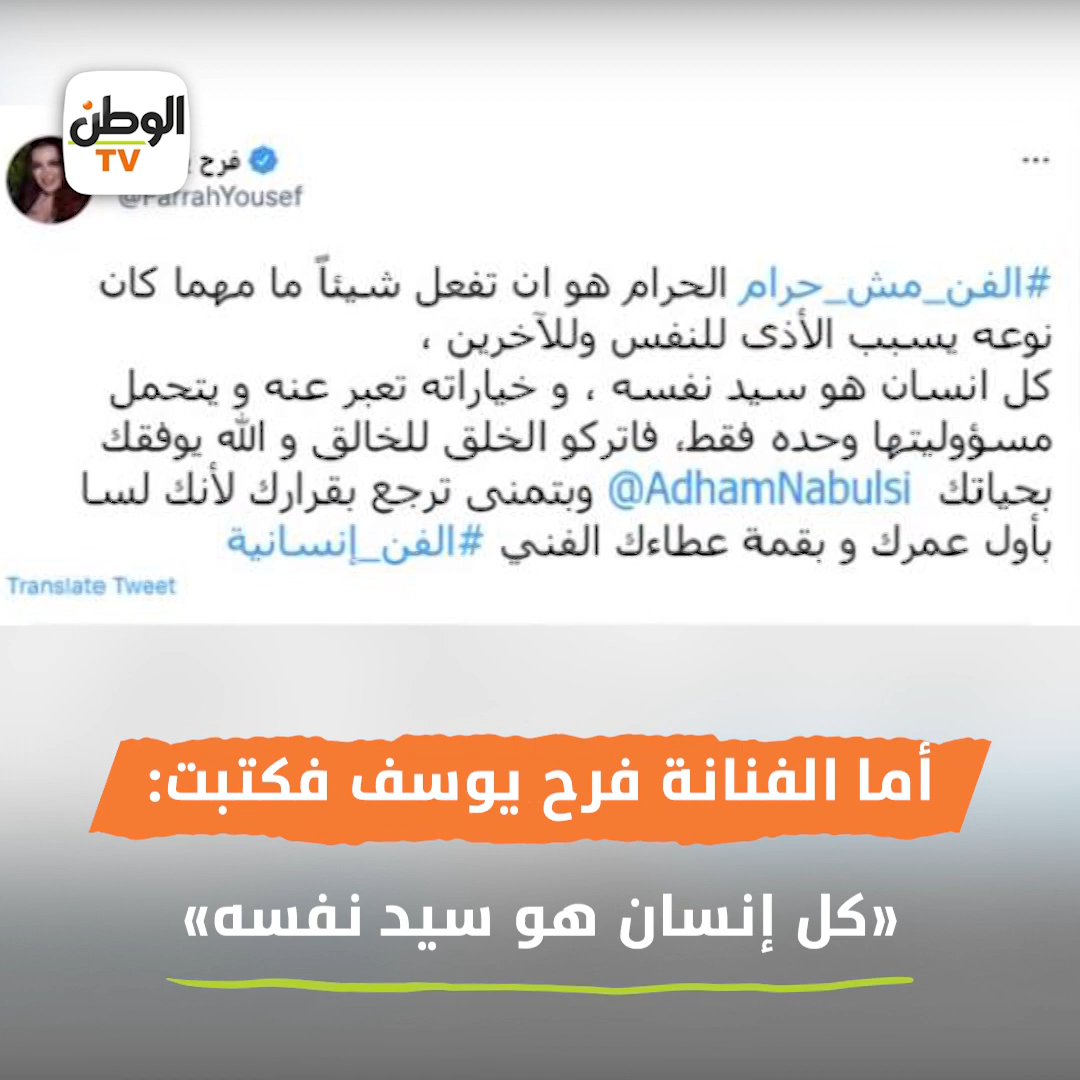 الوطن
TV
فرح
@FarrahYousef
#الفن_مش_حرام الحرام هو ان تفعل شيئاً ما مهما كان
نوعه يسبب الأذى للنفس وللآخرين ،
كل انسان هو سيد نفسه ، و خياراته تعبر عنه و يتحمل
مسؤوليتها وحده فقط، فاتركو الخلق للخالق و الله يوفقك
بحياتك @AdhamNabulsi وبتمنى ترجع بقرارك لأنك لسا
بأول عمرك و بقمة عطاءك الفني #الفن_إنسانية
Translate Tweet
أما الفنانة فرح يوسف فكتبت:
«كل إنسان هو سيد نفسه»